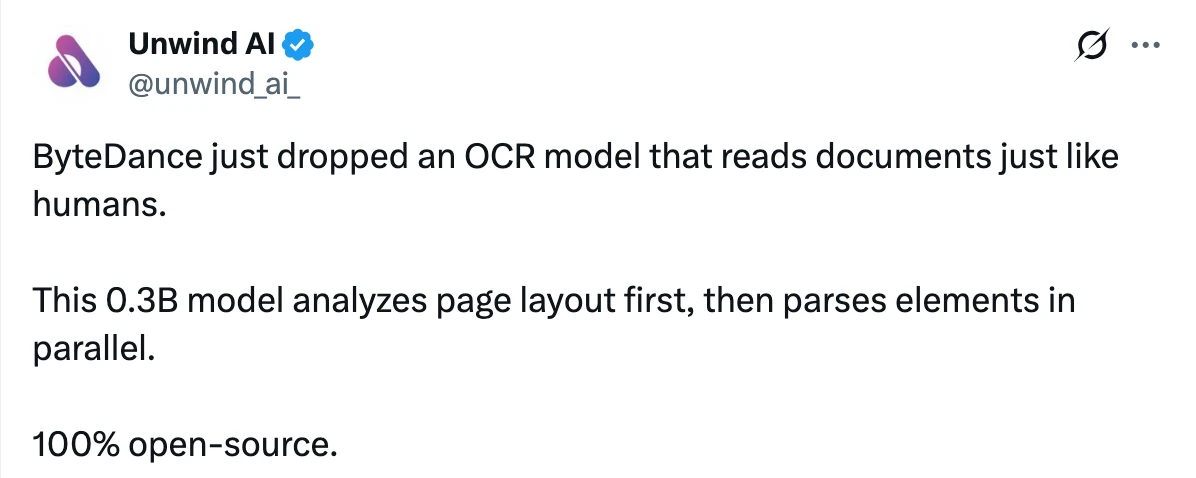 Unwind AI
@unwind_ai_
ByteDance just dropped an OCR model that reads documents just like
humans.
This 0.3B model analyzes page layout first, then parses elements in
parallel.
100% open-source.